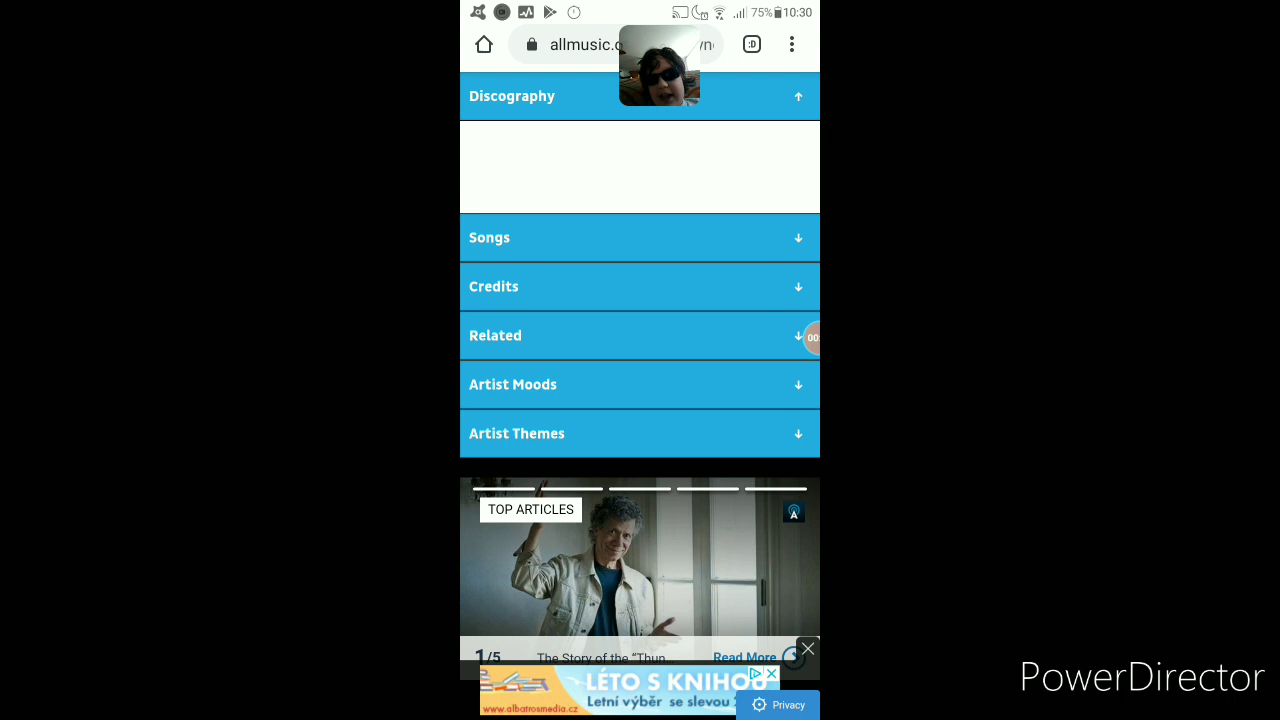 75% 10:30
allmusic.c
:D
Discography
Songs
Credits
Related
00:
Artist Moods
Artist Themes
TOP ARTICLES
A
1/5 The Story of the "Thun... Read More
LÉTO S KNIHOU
Letní výběr se slevou
www.albatrosmedia.cz
Privacy
PowerDirector